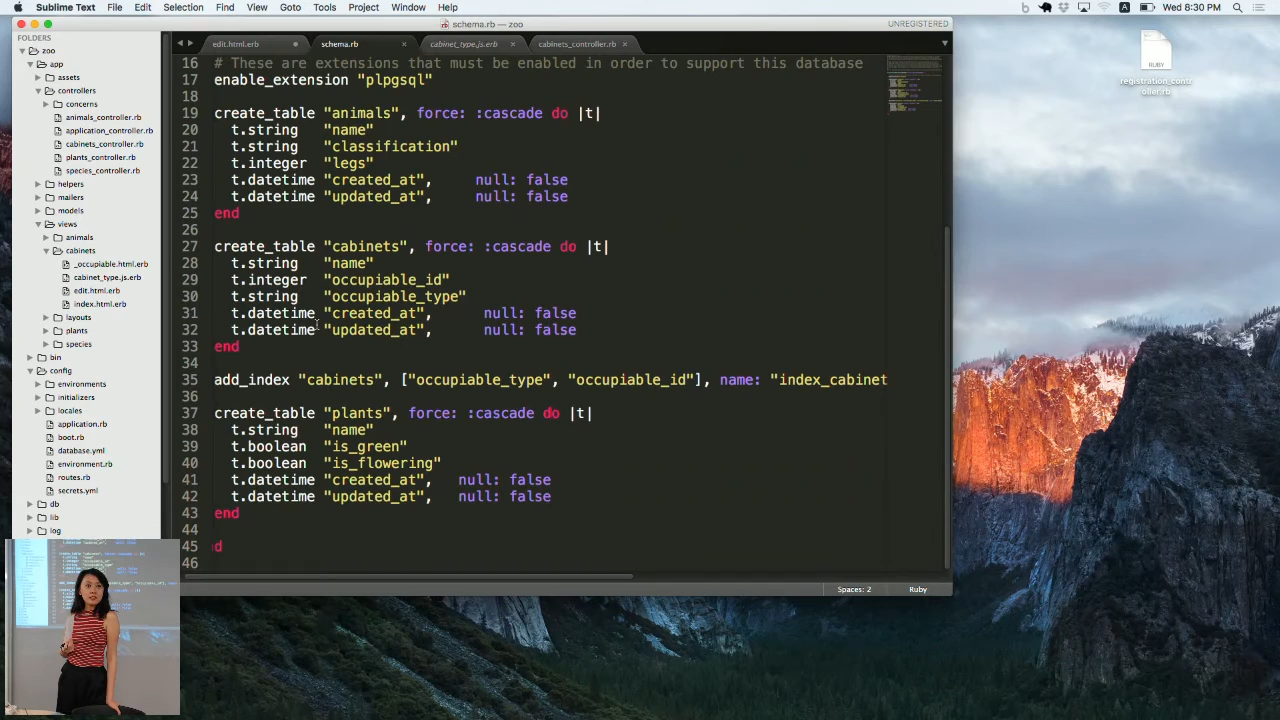 Sublime Text File Edit Selection Find View Goto Tools Project Window Help
A Wed 8:30 PM
schema.rb — zoo
UNREGISTERED
FOLDERS
zoo
app
assets
controllers
concerns
animals_controller.rb
application_controller.rb
cabinets_controller.rb
plants_controller.rb
species_controller.rb
helpers
mailers
models
views
animals
cabinets
_occupiable.html.erb
cabinet_type.js.erb
edit.html.erb
index.html.erb
layouts
plants
species
bin
config
environments
initializers
locales
application.rb
boot.rb
database.yml
environment.rb
routes.rb
secrets.yml
db
lib
log
edit.html.erb
schema.rb
cabinet_type.js.erb
cabinets_controller.rb
16 # These are extensions that must be enabled in order to support this database
17 enable_extension "plpgsql"
18
19 create_table "animals", force: :cascade do |t|
20 t.string "name"
21 t.string "classification"
22 t.integer "legs"
23 t.datetime "created_at", null: false
24 t.datetime "updated_at", null: false
25 end
26
27 create_table "cabinets", force: :cascade do |t|
28 t.string "name"
29 t.integer "occupiable_id"
30 t.string "occupiable_type"
31 t.datetime "created_at", null: false
32 t.datetime "updated_at", null: false
33 end
34
35 add_index "cabinets", ["occupiable_type", "occupiable_id"], name: "index_cabinet
36
37 create_table "plants", force: :cascade do |t|
38 t.string "name"
39 t.boolean "is_green"
40 t.boolean "is_flowering"
41 t.datetime "created_at", null: false
42 t.datetime "updated_at", null: false
43 end
44
45 d
46
Spaces: 2
Ruby
RUBY
registration_contr
oller.rb